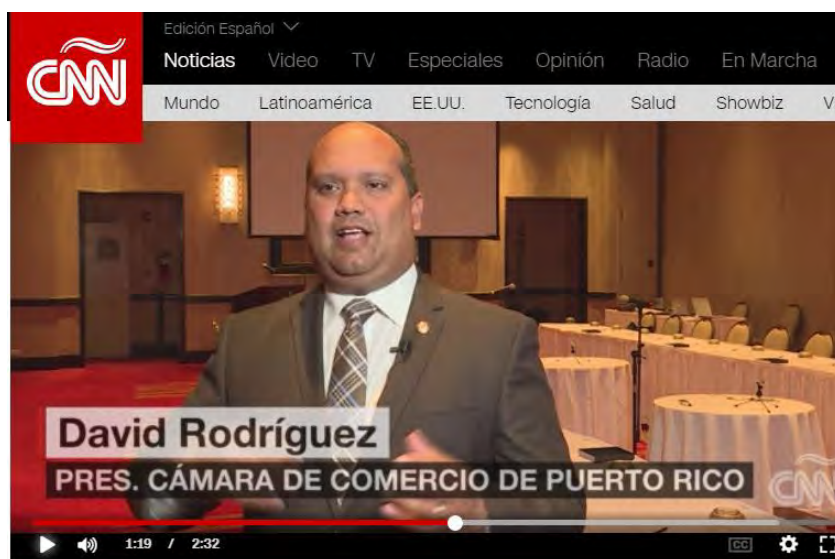 Edición Español
CNN
Noticias Video TV Especiales Opinión Radio En Marcha
Mundo Latinoamérica EE.UU. Tecnología Salud Showbiz V
David Rodríguez
PRES. CÁMARA DE COMERCIO DE PUERTO RICO
CNN
1:19 / 2:32 CC